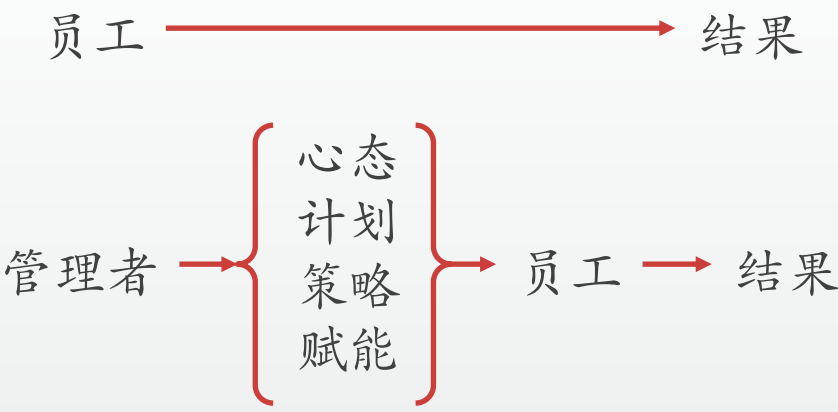 员工 结果
心态
计划
策略
赋能
管理者 员工 结果